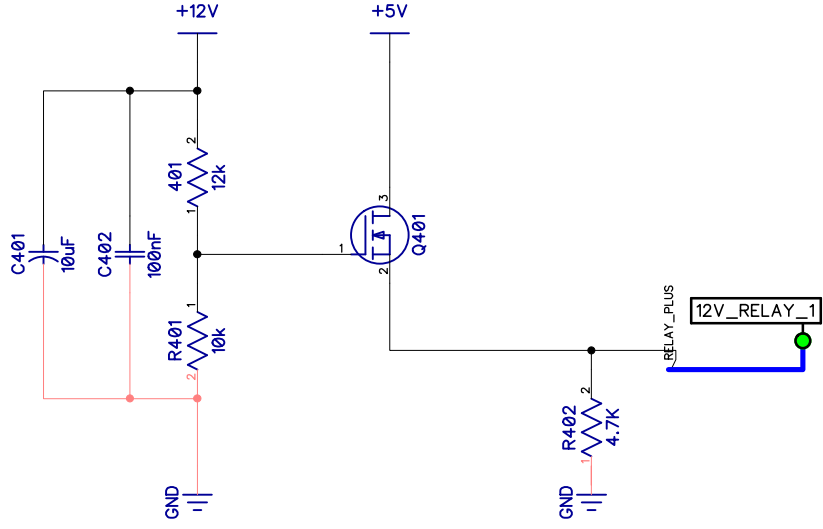 +12V
+5V
2
401
12k
1
3
C401
10uF
C402
100nF
1
Q401
2
1
R401
10k
2
RELAY_PLUS
12V_RELAY_1
2
R402
4.7K
1
GND
GND